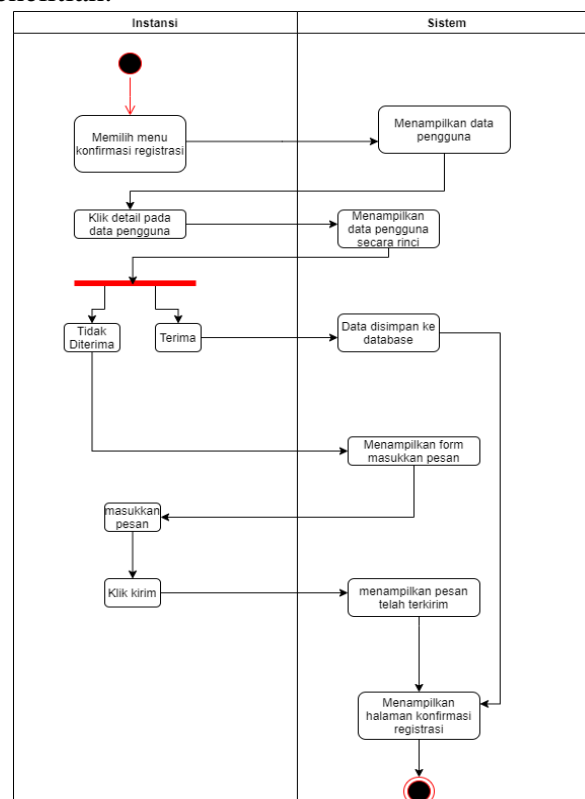 Instansi
Sistem
Memilih menu
konfirmasi registrasi
Menampilkan data
pengguna
Klik detail pada
data pengguna
Menampilkan
data pengguna
secara rinci
Tidak
Diterima
Terima
Data disimpan ke
database
Menampilkan form
masukkan pesan
masukkan
pesan
Klik kirim
menampilkan pesan
telah terkirim
Menampilkan
halaman konfirmasi
registrasi